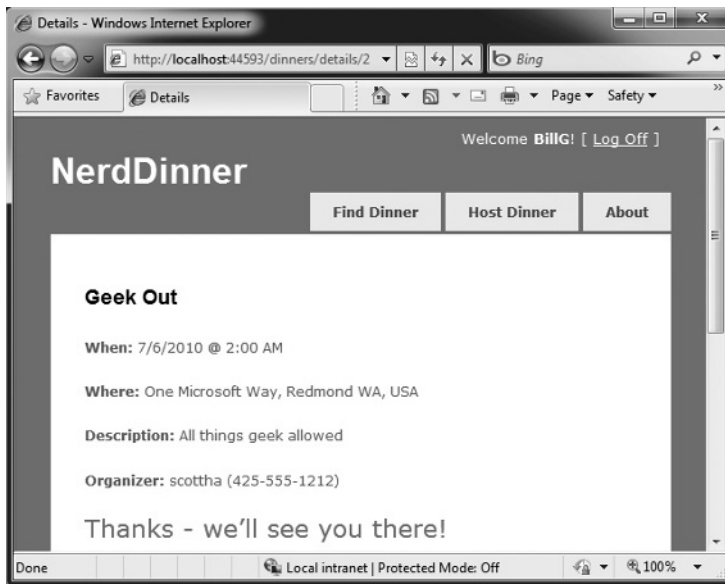 Details - Windows Internet Explorer
http://localhost:44593/dinners/details/2
Bing
Favorites
Details
Page
Safety
Welcome BillG! [ Log Off ]
NerdDinner
Find Dinner
Host Dinner
About
Geek Out
When: 7/6/2010 @ 2:00 AM
Where: One Microsoft Way, Redmond WA, USA
Description: All things geek allowed
Organizer: scottha (425-555-1212)
Thanks - we'll see you there!
Done
Local intranet | Protected Mode: Off
100%